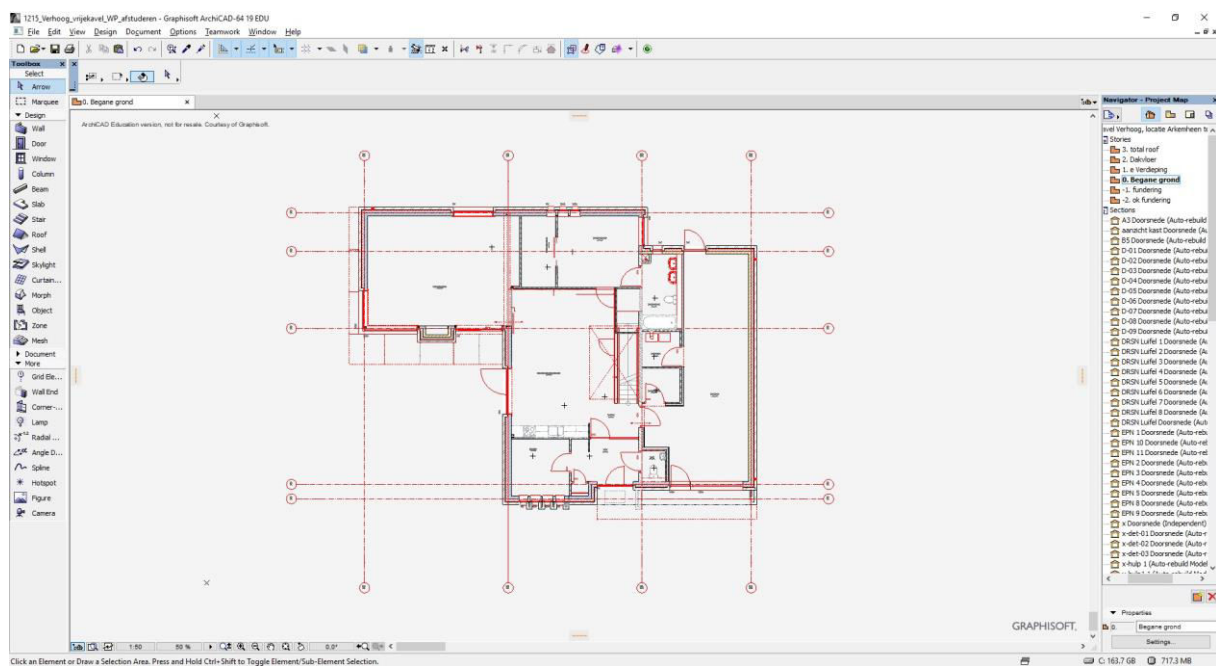 1215_Verhoog_vrijekavel_WP_afstuderen - Graphisoft ArchiCAD-64 19 EDU
File Edit View Design Document Options Teamwork Window Help
Toolbox
Select
Arrow
Marquee
Design
Wall
Door
Window
Column
Beam
Slab
Stair
Roof
Shell
Skylight
Curtain...
Morph
Object
Zone
Mesh
Document
More
Grid Ele...
Wall End
Corner-...
Lamp
Radial ...
Angle D...
Spline
Hotspot
Figure
Camera
0. Begane grond
ArchiCAD Education version, not for resale. Courtesy of Graphisoft.
GRAPHISOFT.
1:50 50 % 0,0°
Navigator - Project Map
avel Verhoog, locatie Arkemheen t
Stories
3. total roof
2. Dakvloer
1. e Verdieping
0. Begane grond
-1. fundering
-2. ok fundering
Sections
A3 Doorsnede (Auto-rebuild
aanzicht kast Doorsnede (Au
B5 Doorsnede (Auto-rebuild
D-01 Doorsnede (Auto-rebui
D-02 Doorsnede (Auto-rebui
D-03 Doorsnede (Auto-rebui
D-04 Doorsnede (Auto-rebui
D-05 Doorsnede (Auto-rebui
D-06 Doorsnede (Auto-rebui
D-07 Doorsnede (Auto-rebui
D-08 Doorsnede (Auto-rebui
D-09 Doorsnede (Auto-rebui
DRSN Luifel 1 Doorsnede (Au
DRSN Luifel 2 Doorsnede (Au
DRSN Luifel 3 Doorsnede (Au
DRSN Luifel 4 Doorsnede (Au
DRSN Luifel 5 Doorsnede (Au
DRSN Luifel 6 Doorsnede (Au
DRSN Luifel 7 Doorsnede (Au
DRSN Luifel 8 Doorsnede (Au
DRSN Luifel Doorsnede (Auto
EPN 1 Doorsnede (Auto-rebu
EPN 10 Doorsnede (Auto-reb
EPN 11 Doorsnede (Auto-reb
EPN 2 Doorsnede (Auto-rebu
EPN 3 Doorsnede (Auto-rebu
EPN 4 Doorsnede (Auto-rebu
EPN 5 Doorsnede (Auto-rebu
EPN 8 Doorsnede (Auto-rebu
EPN 9 Doorsnede (Auto-rebu
x Doorsnede (Independent)
x-det-01 Doorsnede (Auto-r
x-det-02 Doorsnede (Auto-r
x-det-03 Doorsnede (Auto-r
x-hulp 1 (Auto-rebuild Model
Properties
0. Begane grond
Settings...
Click an Element or Draw a Selection Area. Press and Hold Ctrl+Shift to Toggle Element/Sub-Element Selection.
C: 163.7 GB 717.3 MB